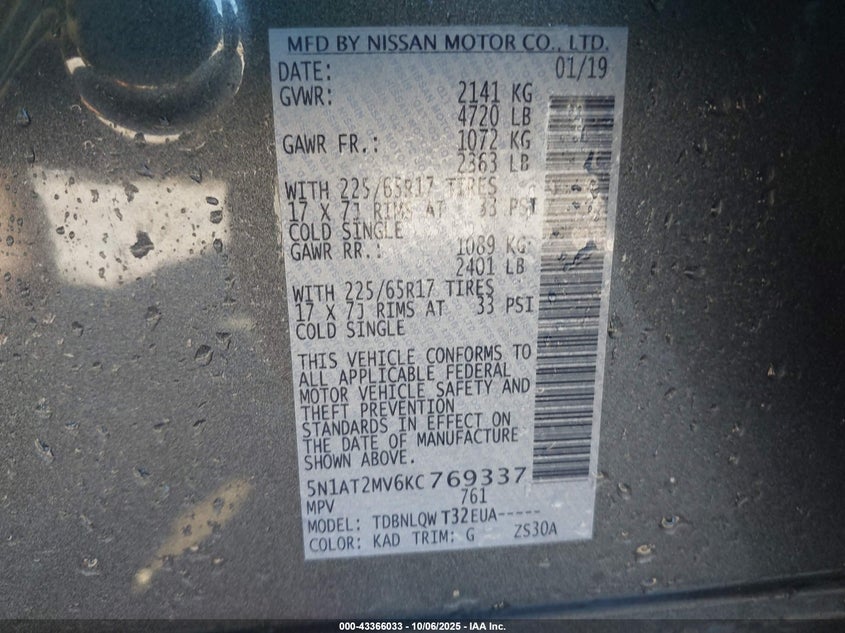 MFD BY NISSAN MOTOR CO., LTD.
DATE: 01/19
GVWR: 2141 KG
4720 LB
GAWR FR.: 1072 KG
2363 LB
WITH 225/65R17 TIRES
17 X 7J RIMS AT 33 PSI
COLD SINGLE
GAWR RR.: 1089 KG
2401 LB
WITH 225/65R17 TIRES
17 X 7J RIMS AT 33 PSI
COLD SINGLE
THIS VEHICLE CONFORMS TO
ALL APPLICABLE FEDERAL
MOTOR VEHICLE SAFETY AND
THEFT PREVENTION
STANDARDS IN EFFECT ON
THE DATE OF MANUFACTURE
SHOWN ABOVE.
5N1AT2MV6KC769337
MPV 761
MODEL: TDBNLQW T32EUA-----
COLOR: KAD TRIM: G ZS30A
000-43366033 - 10/06/2025 - IAA Inc.